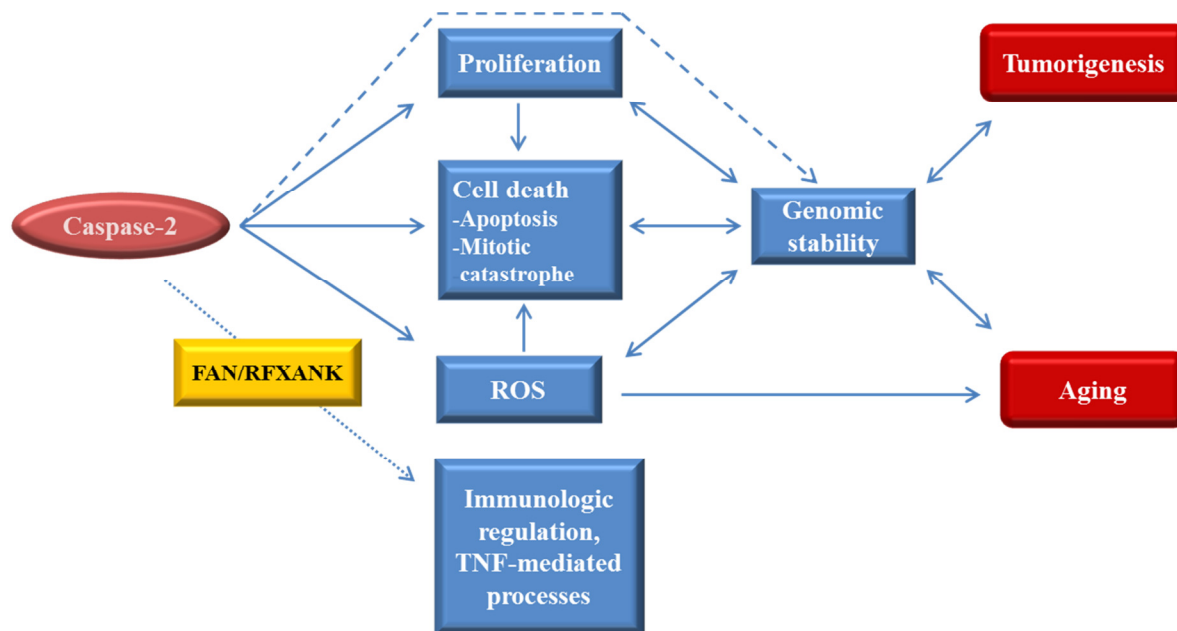 Proliferation
Tumorigenesis
Caspase-2
Cell death
-Apoptosis
-Mitotic
catastrophe
Genomic
stability
FAN/RFXANK
ROS
Aging
Immunologic
regulation,
TNF-mediated
processes